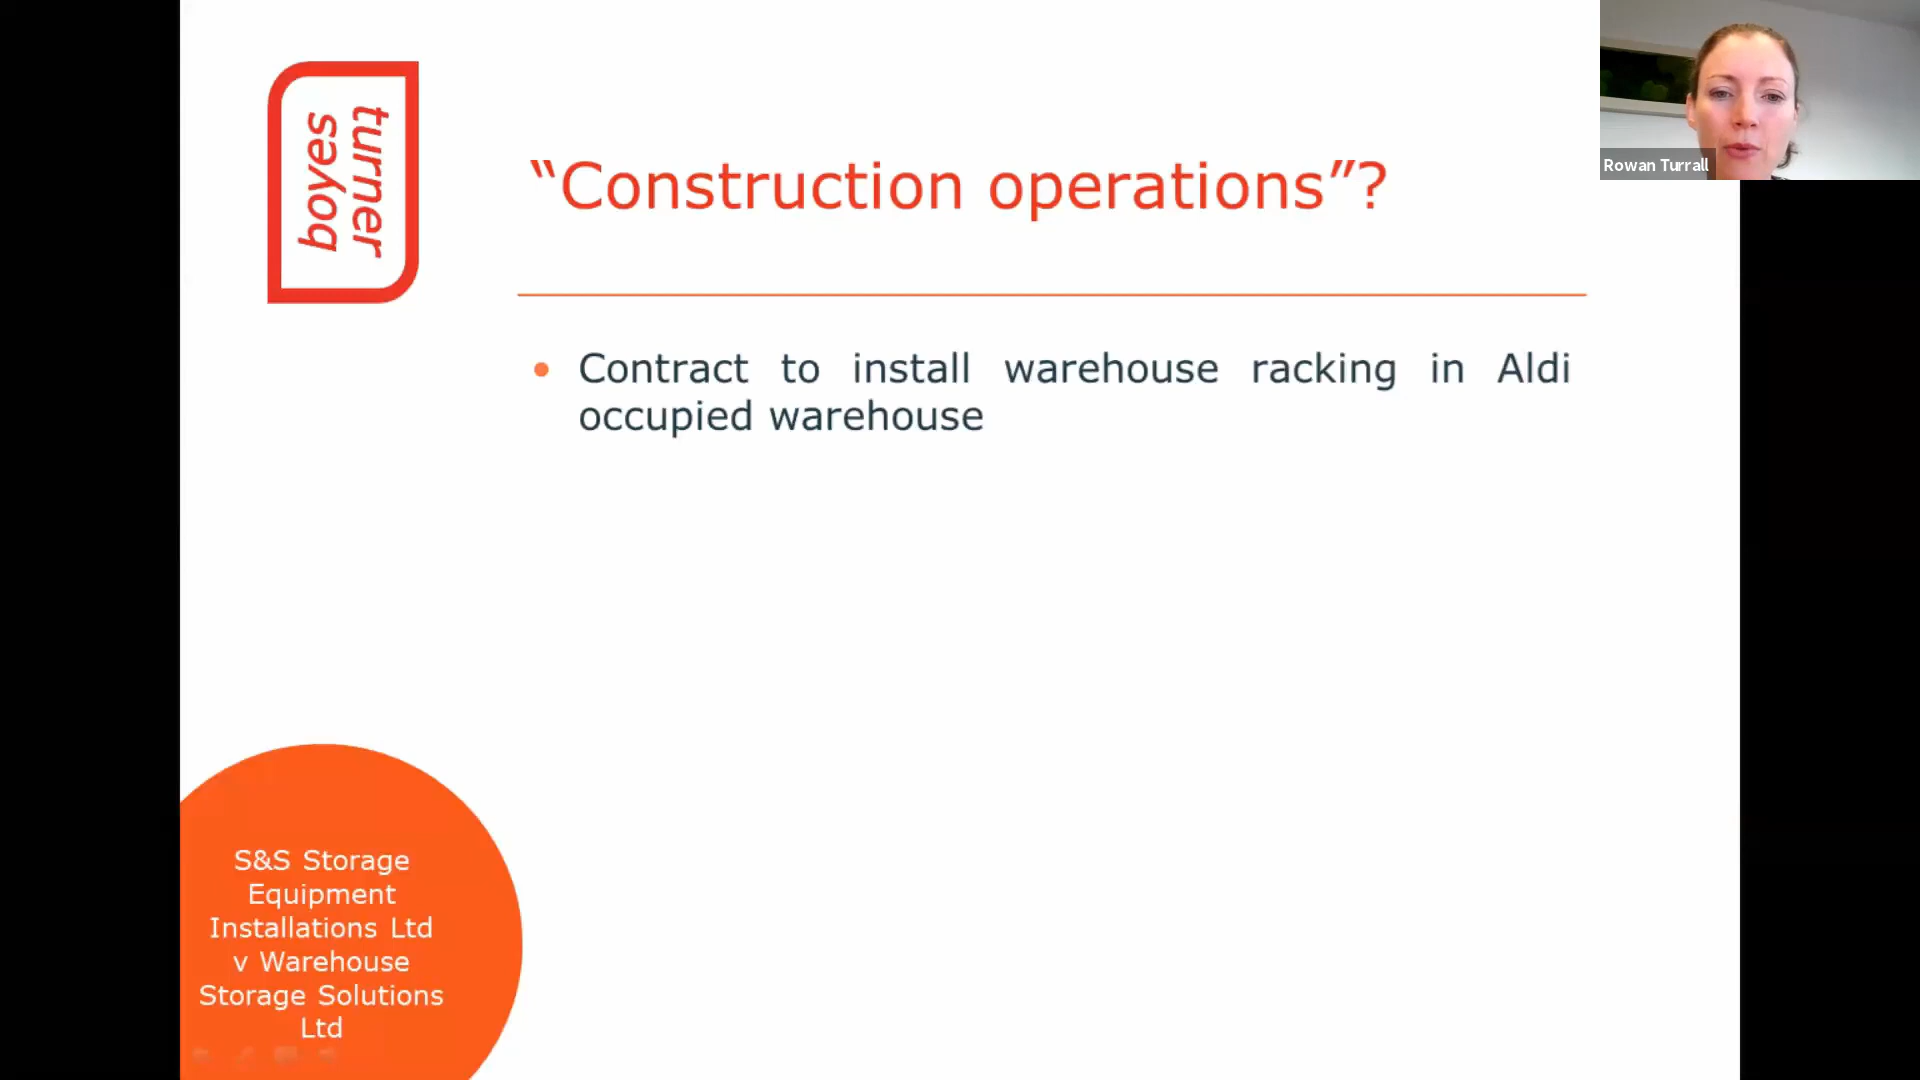 boyes
turner
“Construction operations”?
• Contract to install warehouse racking in Aldi
occupied warehouse
S&S Storage
Equipment
Installations Ltd
v Warehouse
Storage Solutions
Ltd
Rowan Turrall